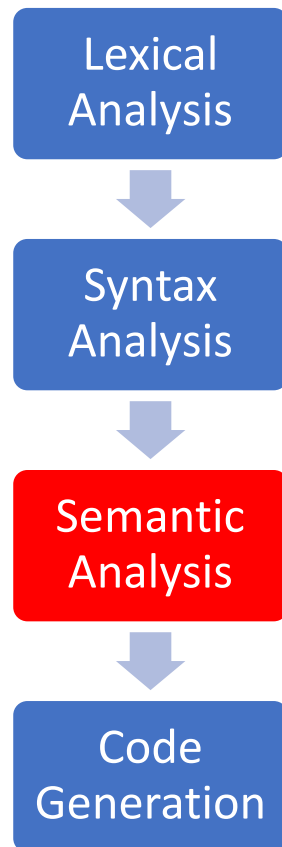 Lexical
Analysis
Syntax
Analysis
Semantic
Analysis
Code
Generation